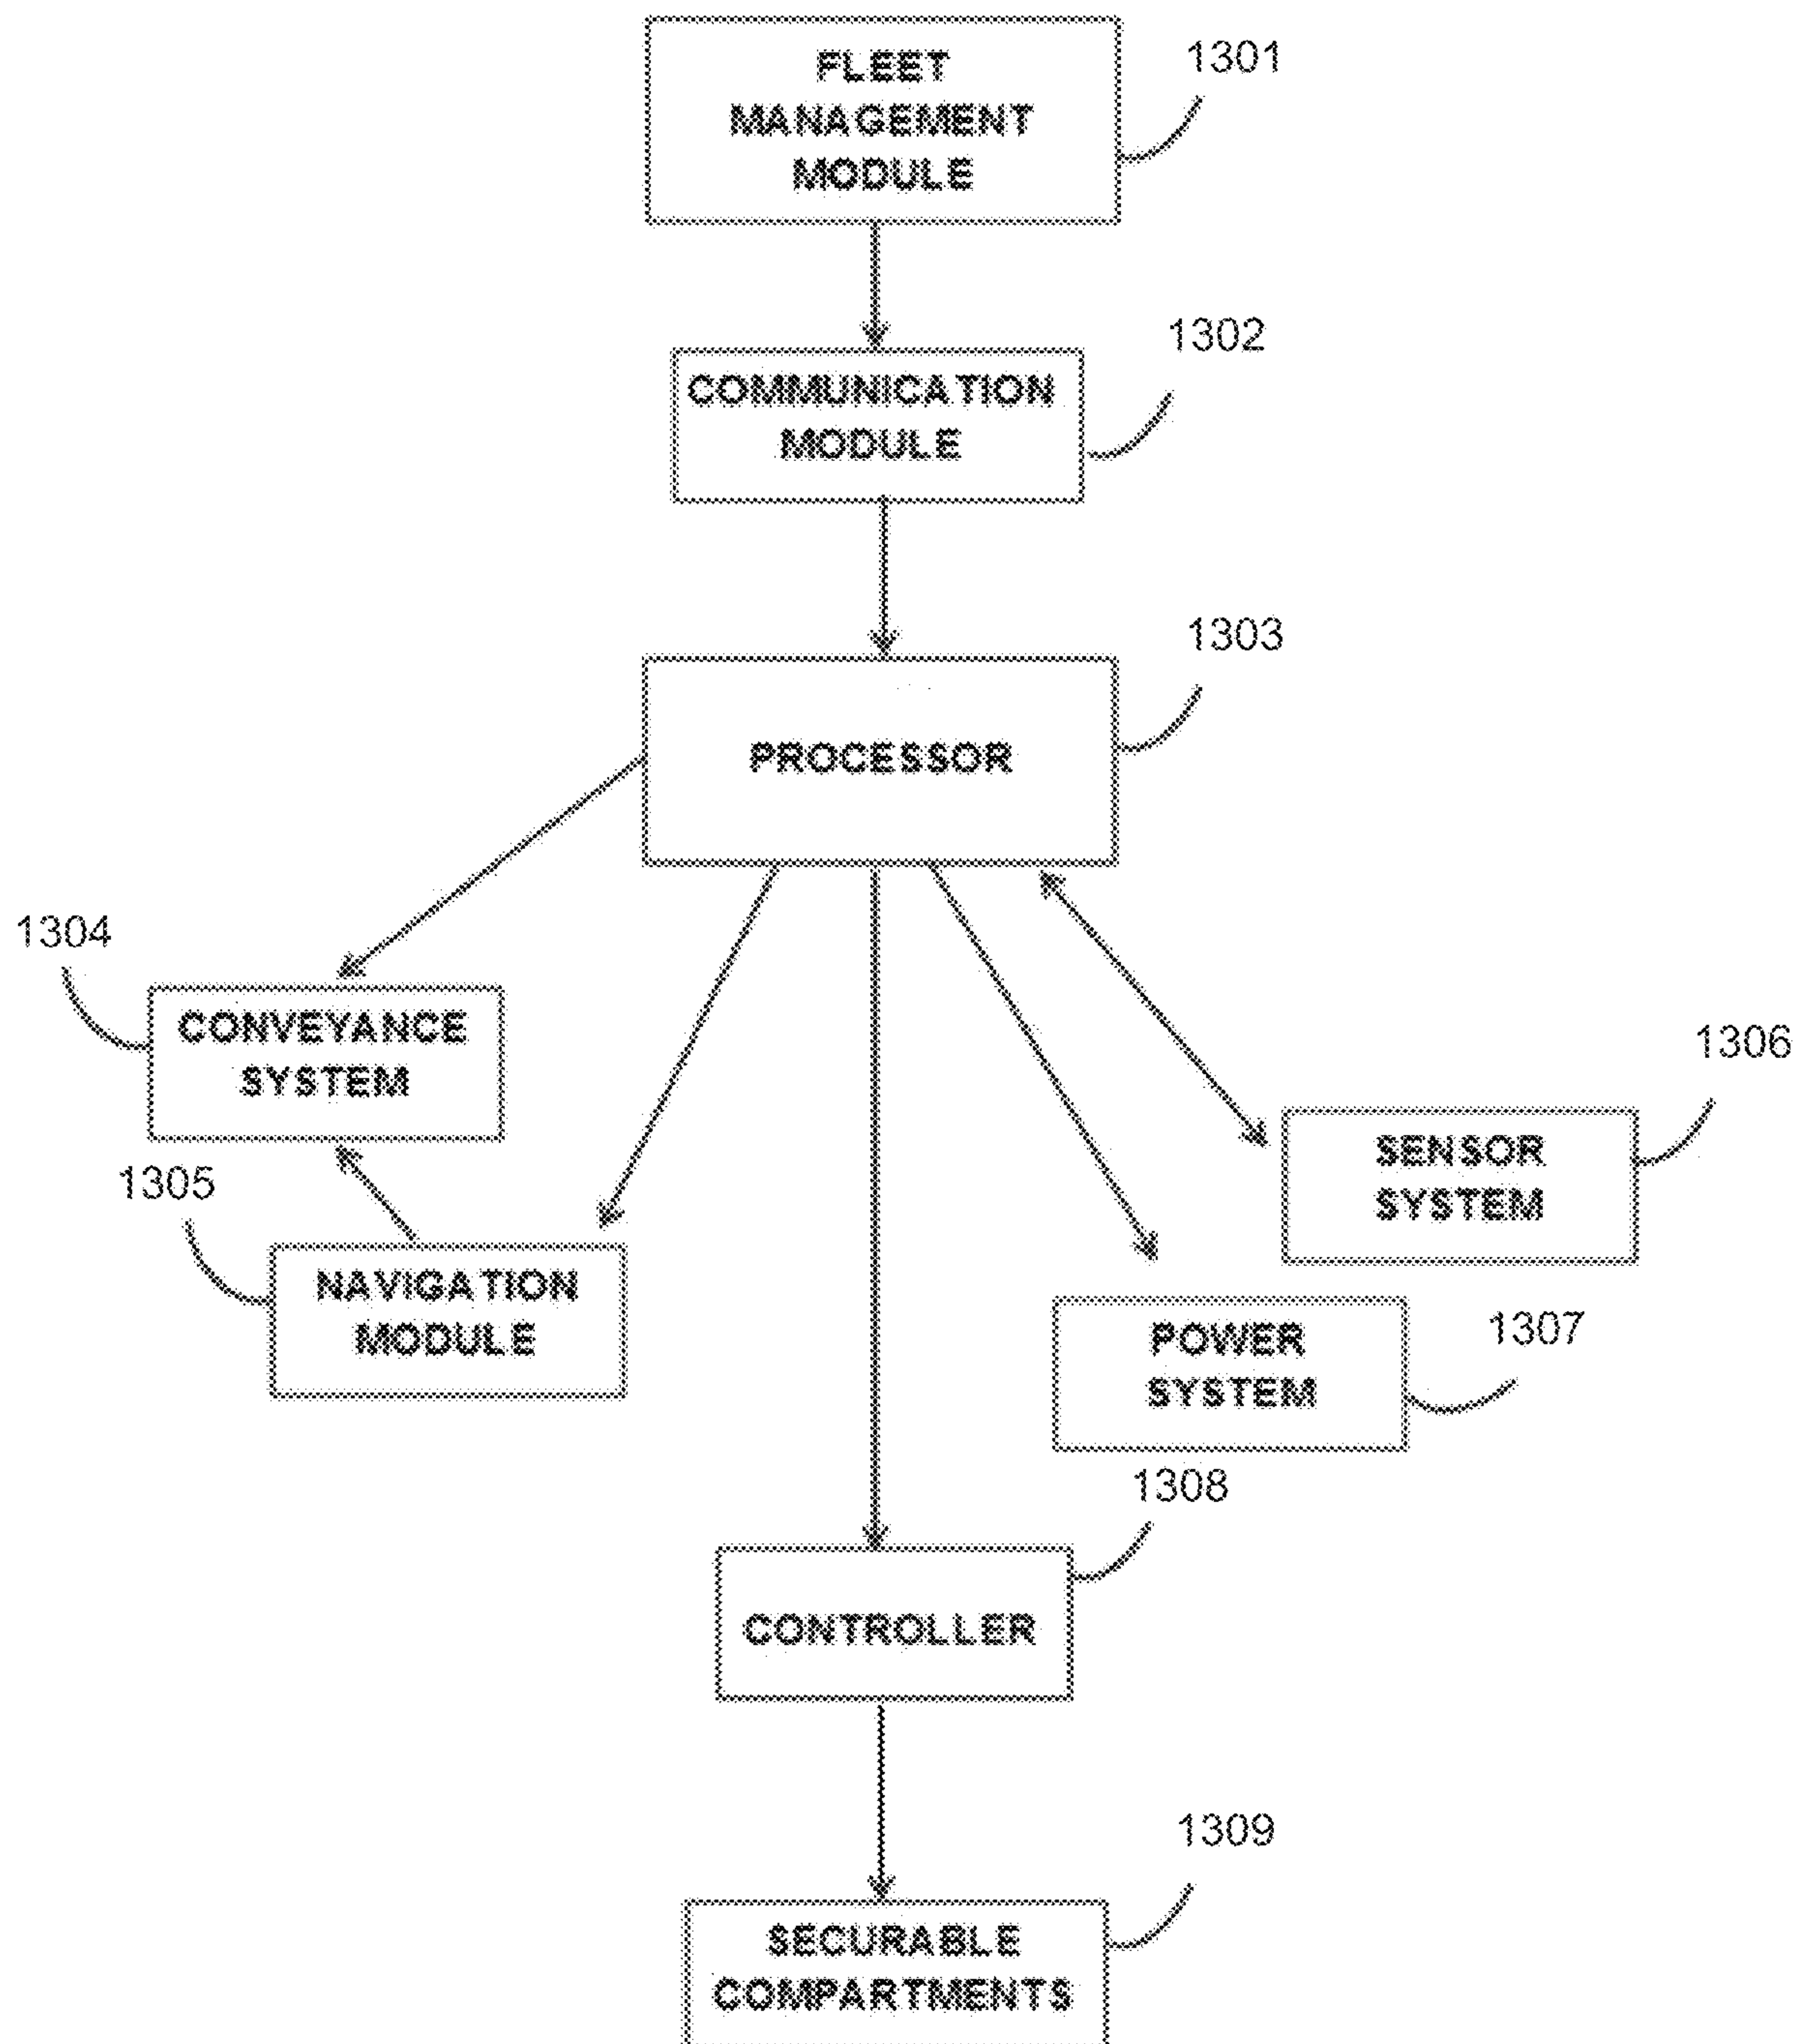 FLEET
MANAGEMENT
MODULE
1301
COMMUNICATION
MODULE
1302
PROCESSOR
1303
1304
CONVEYANCE
SYSTEM
1305
NAVIGATION
MODULE
1306
SENSOR
SYSTEM
POWER
SYSTEM
1307
1308
CONTROLLER
1309
SECURABLE
COMPARTMENTS